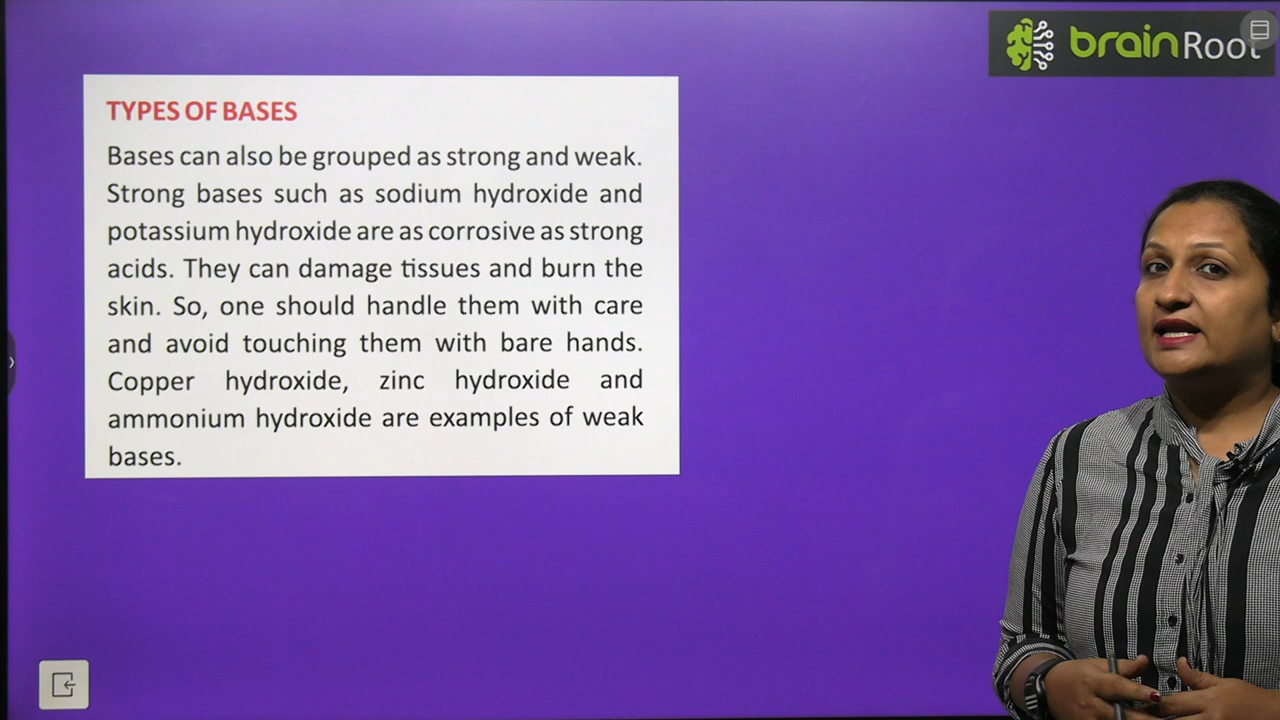 brainRoot
TYPES OF BASES
Bases can also be grouped as strong and weak.
Strong bases such as sodium hydroxide and
potassium hydroxide are as corrosive as strong
acids. They can damage tissues and burn the
skin. So, one should handle them with care
and avoid touching them with bare hands.
Copper hydroxide, zinc hydroxide and
ammonium hydroxide are examples of weak
bases.